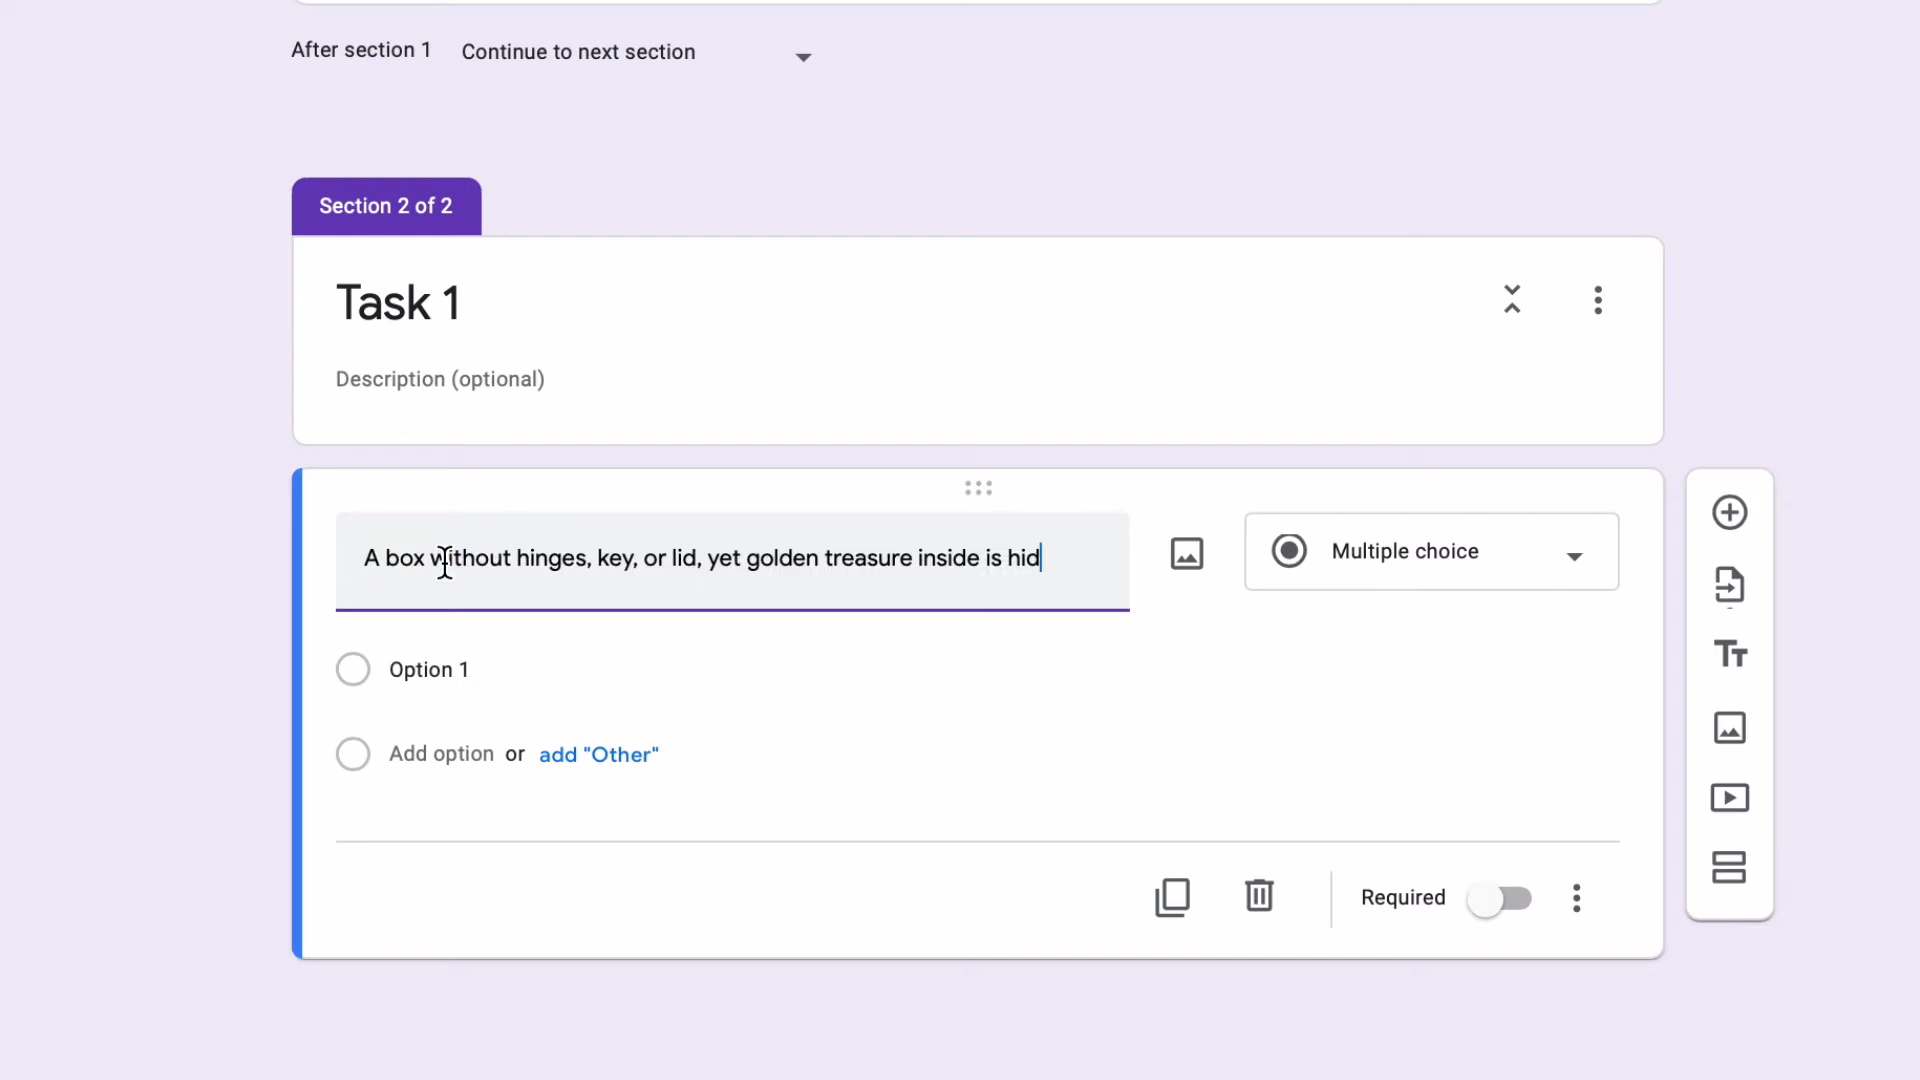 After section 1 Continue to next section
Section 2 of 2
Task 1
Description (optional)
A box without hinges, key, or lid, yet golden treasure inside is hid
Multiple choice
Option 1
Add option or add "Other"
Required